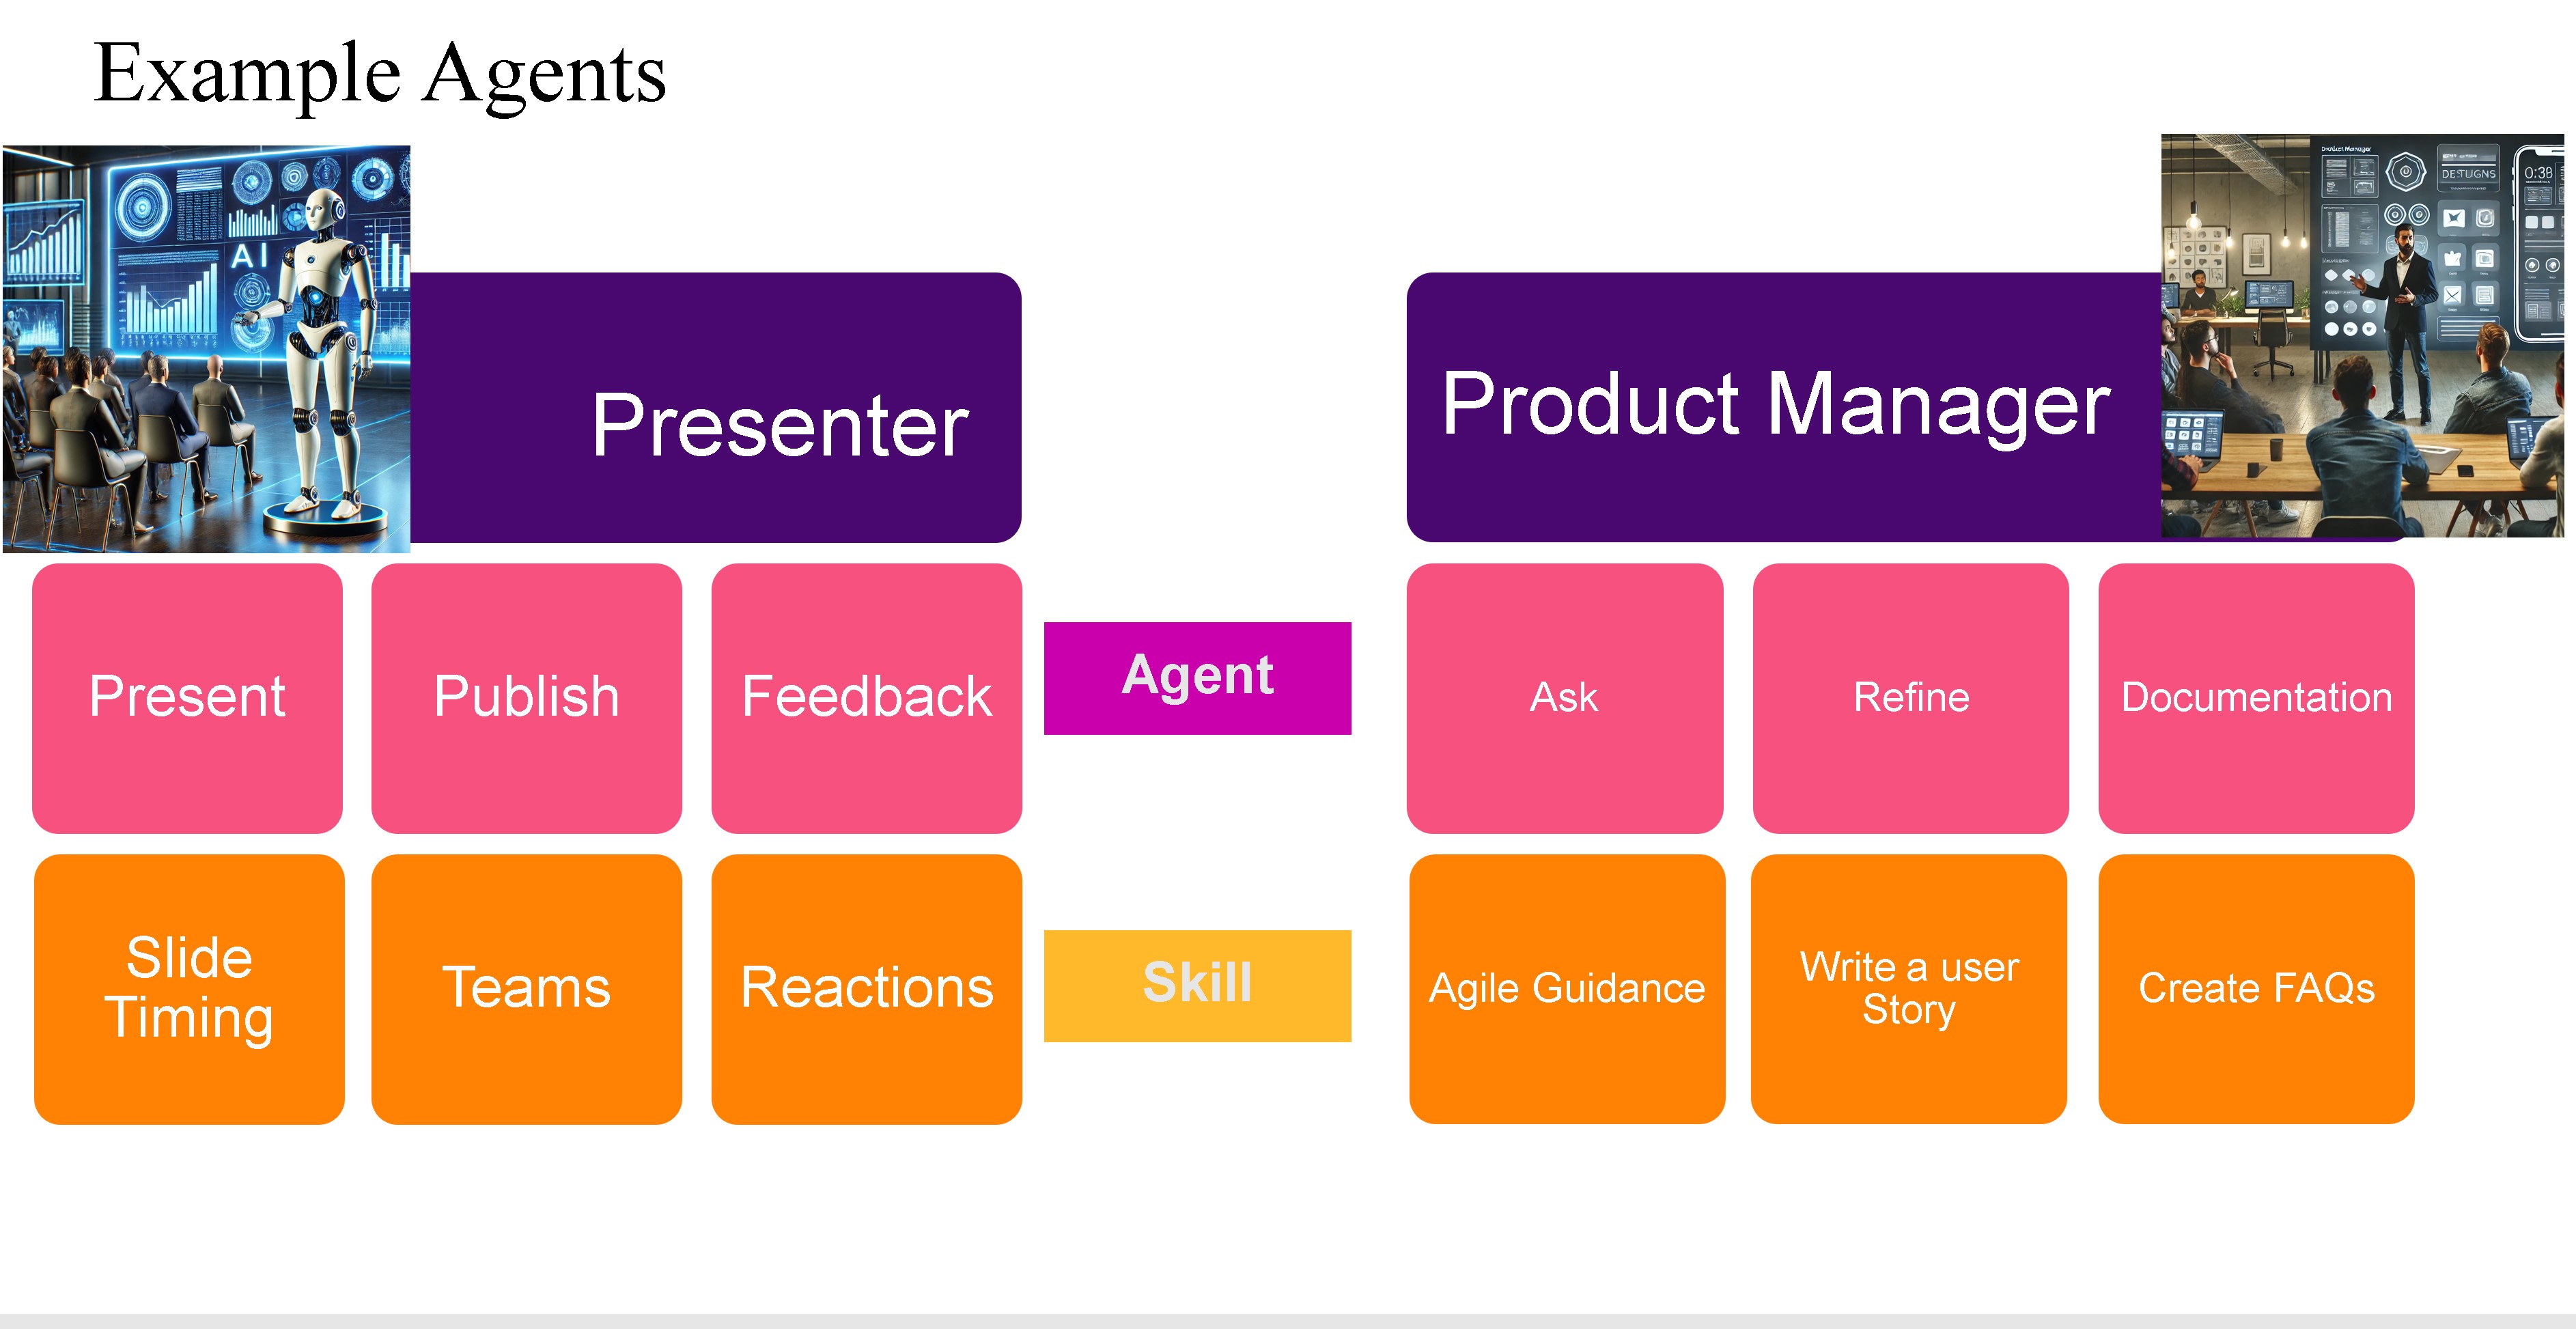 Example Agents
AI
Product Manager
DETUGNS
0:38
Presenter
Product Manager
Present
Publish
Feedback
Agent
Ask
Refine
Documentation
Slide
Timing
Teams
Reactions
Skill
Agile Guidance
Write a user
Story
Create FAQs